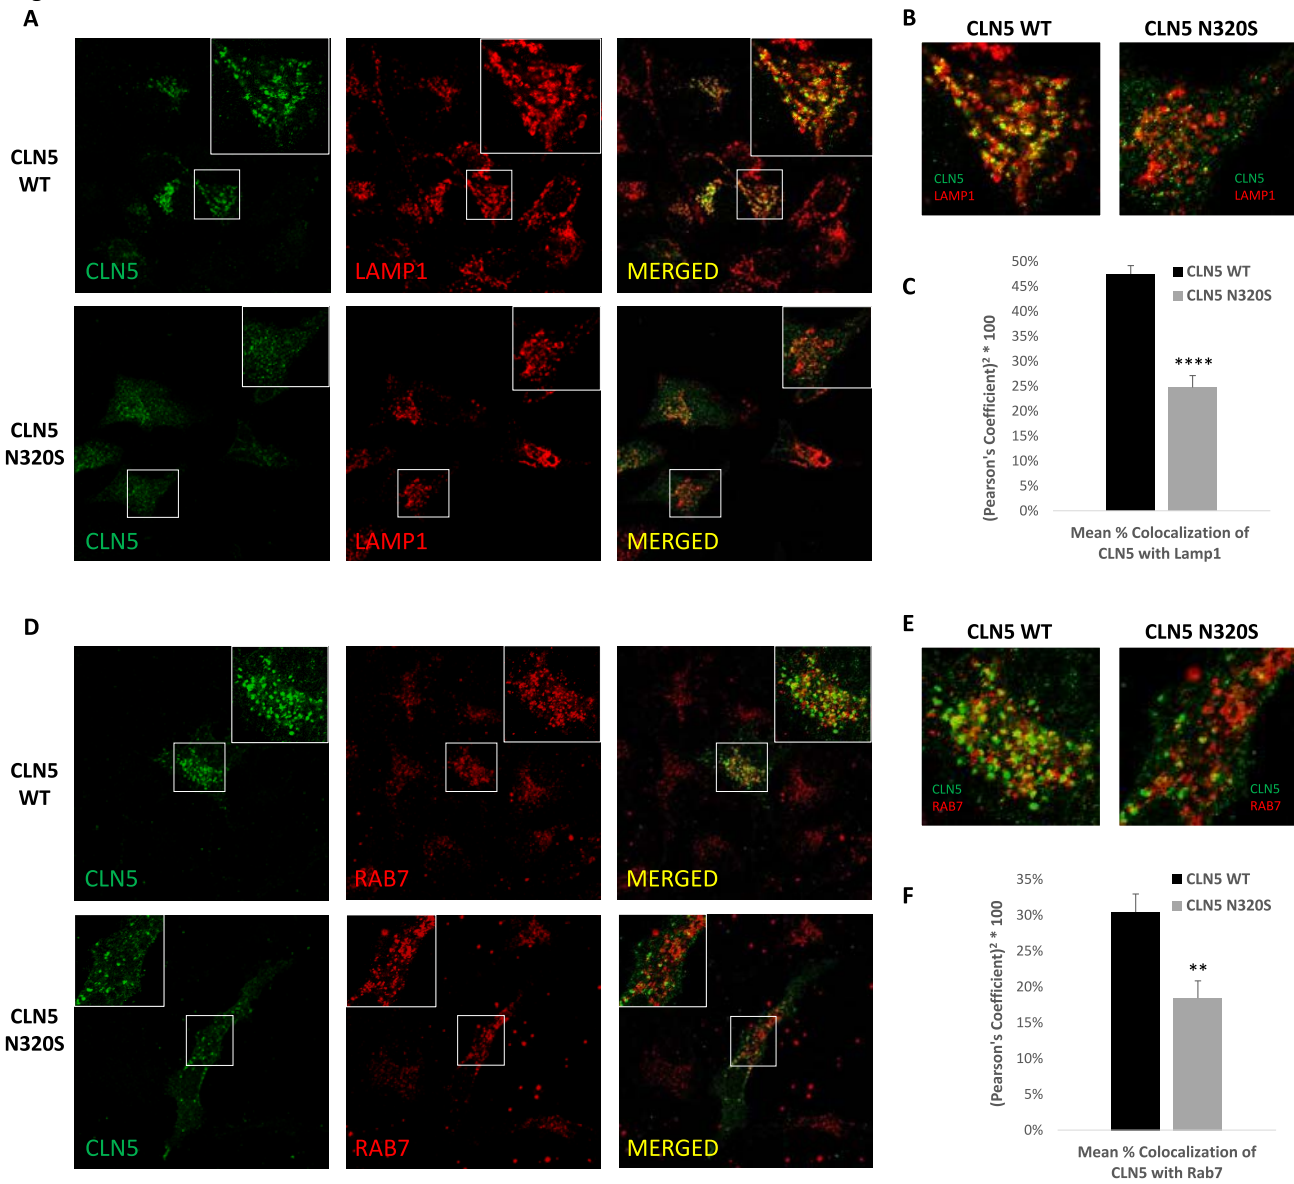 A
CLN5
WT
CLN5
LAMP1
MERGED
CLN5
N320S
CLN5
LAMP1
MERGED
B
CLN5 WT
CLN5 N320S
CLN5
LAMP1
CLN5
LAMP1
C
50%
45%
40%
35%
30%
25%
20%
15%
10%
5%
0%
(Pearson's Coefficient)² * 100
CLN5 WT
CLN5 N320S
****
Mean % Colocalization of
CLN5 with Lamp1
D
CLN5
WT
CLN5
RAB7
MERGED
CLN5
N320S
CLN5
RAB7
MERGED
E
CLN5 WT
CLN5 N320S
CLN5
RAB7
CLN5
RAB7
F
35%
30%
25%
20%
15%
10%
5%
0%
(Pearson's Coefficient)² * 100
CLN5 WT
CLN5 N320S
**
Mean % Colocalization of
CLN5 with Rab7